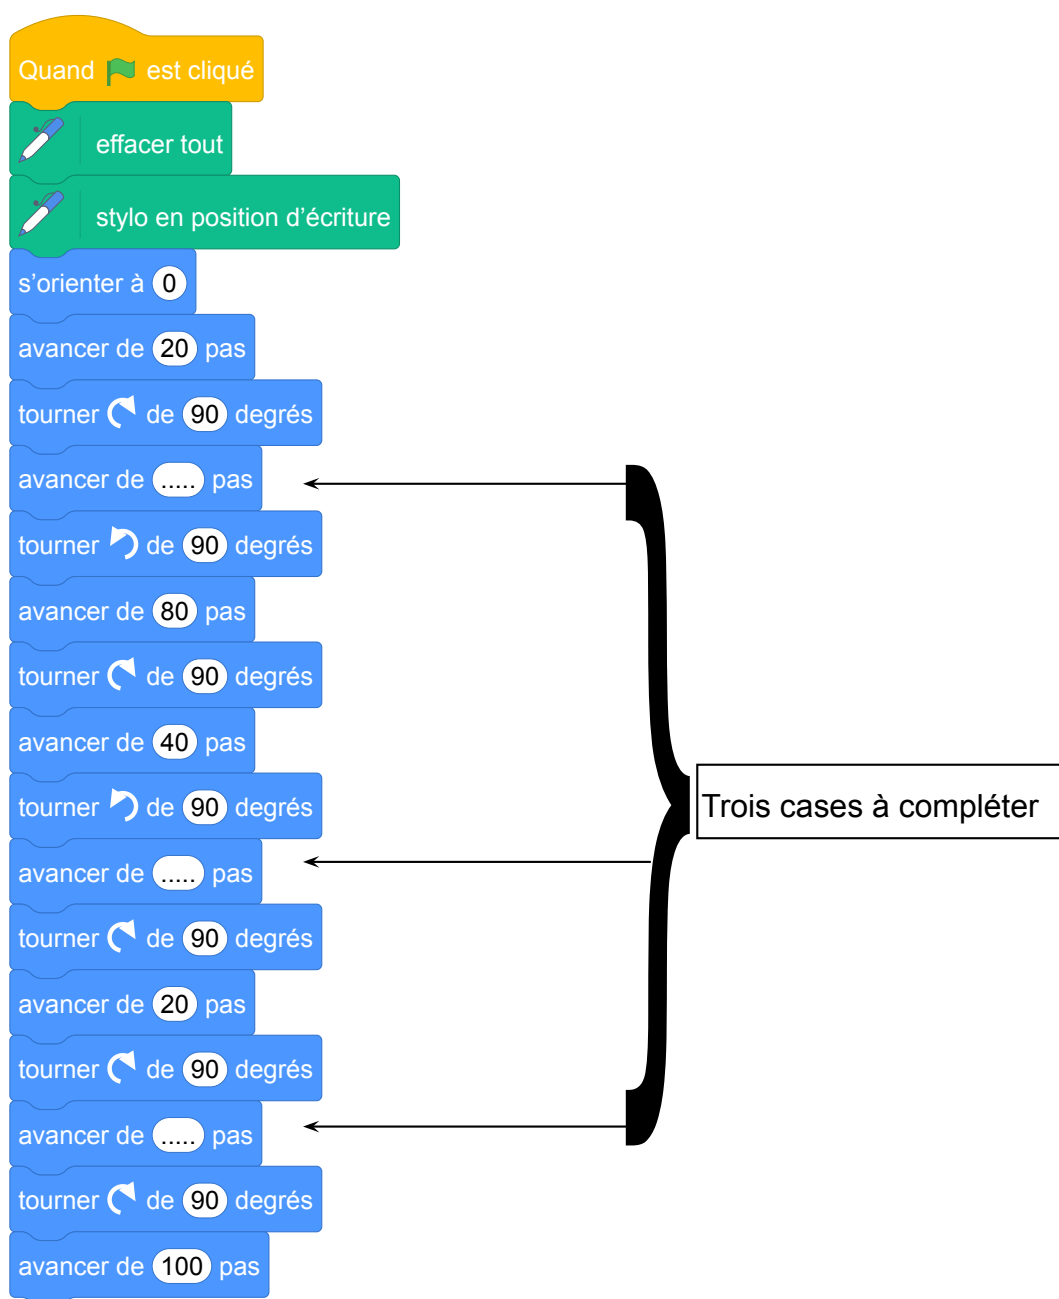 Quand est cliqué
effacer tout
stylo en position d’écriture
s’orienter à 0
avancer de 20 pas
tourner de 90 degrés
avancer de ..... pas
tourner de 90 degrés
avancer de 80 pas
tourner de 90 degrés
avancer de 40 pas
tourner de 90 degrés
avancer de ..... pas
tourner de 90 degrés
avancer de 20 pas
tourner de 90 degrés
avancer de ..... pas
tourner de 90 degrés
avancer de 100 pas
Trois cases à compléter